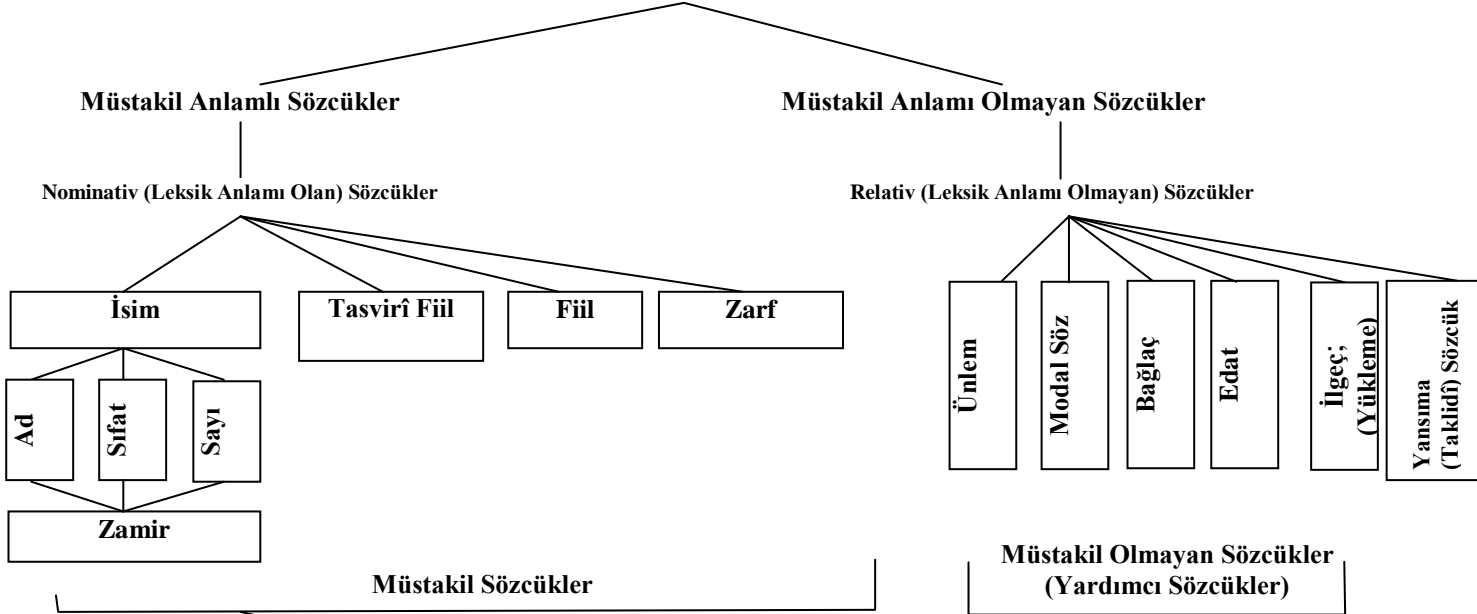 Müstakil Anlamlı Sözcükler
Müstakil Anlamı Olmayan Sözcükler
Nominativ (Leksik Anlamı Olan) Sözcükler
Relativ (Leksik Anlamı Olmayan) Sözcükler
İsim
Tasvirî Fiil
Fiil
Zarf
Ad
Sıfat
Sayı
Zamir
Ünlem
Modal Söz
Bağlaç
Edat
İlgeç;
(Yükleme)
Yansıma
(Taklidî) Sözcük
Müstakil Sözcükler
Müstakil Olmayan Sözcükler
(Yardımcı Sözcükler)